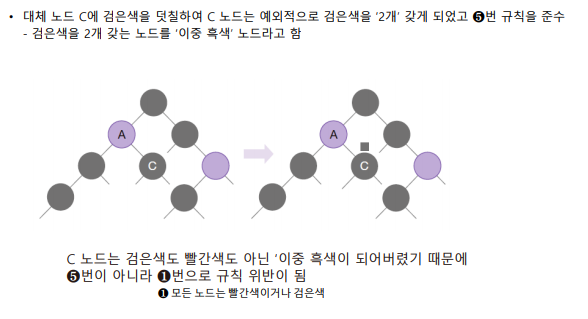 • 대체 노드 C에 검은색을 덧칠하여 C 노드는 예외적으로 검은색을 '2개' 갖게 되었고 ❺번 규칙을 준수
- 검은색을 2개 갖는 노드를 '이중 흑색' 노드라고 함
A
C
A
C
C 노드는 검은색도 빨간색도 아닌 '이중 흑색이 되어버렸기 때문에
❺번이 아니라 ❶번으로 규칙 위반이 됨
❶ 모든 노드는 빨간색이거나 검은색